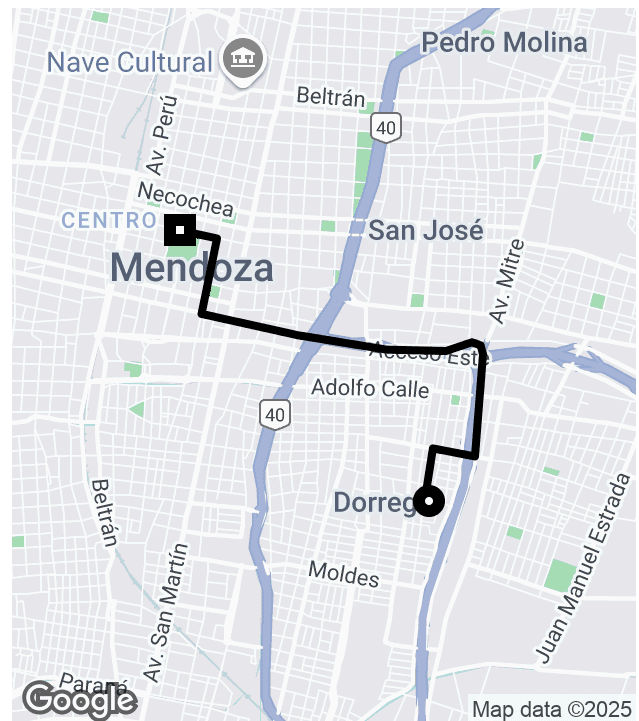 Pedro Molina
Nave Cultural
Beltrán
40
Av. Perú
Necochea
CENTRO
San José
Mendoza
Av. Mitre
Acceso Este
Adolfo Calle
40
Beltrán
Dorreg
Juan Manuel Estrada
Moldes
Av. San Martín
Paraná
Google
Map data ©2025